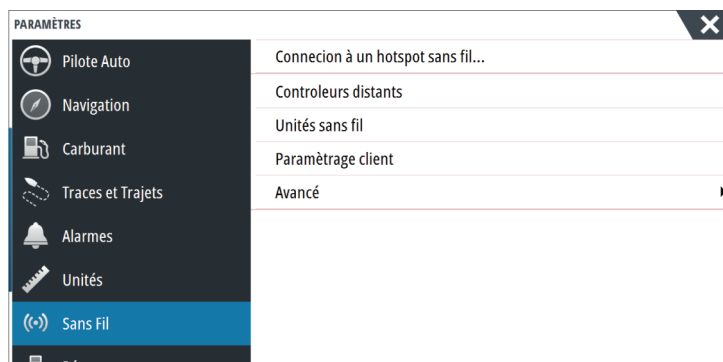 PARAMÈTRES
Pilote Auto
Navigation
Carburant
Traces et Trajets
Alarmes
Unités
Sans Fil
Connecion à un hotspot sans fil...
Controleurs distants
Unités sans fil
Paramètrage client
Avancé